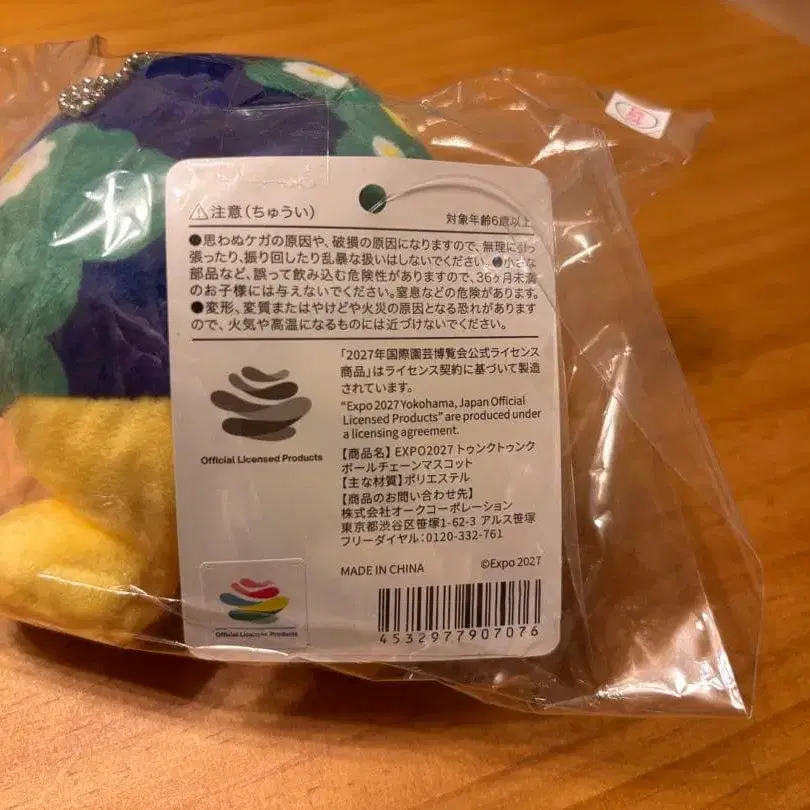 ⚠注意(ちゅうい)
対象年齢6歳以上
●思わぬケガの原因や、破損の原因になりますので、無理に引っ
張ったり、振り回したり乱暴な扱いはしないでください。●小さな
部品など、誤って飲み込む危険性がありますので、36ヶ月未満
のお子様には与えないでください。窒息などの危険があります。
●変形、変質またはやけどや火災の原因となる恐れがあります
ので、火気や高温になるものには近づけないでください。
「2027年国際園芸博覧会公式ライセンス
商品」はライセンス契約に基づいて製造
されています。
“Expo 2027 Yokohama, Japan Official
Licensed Products” are produced under
a licensing agreement.
Official Licensed Products
【商品名】EXPO2027 トゥンクトゥンク
ボールチェーンマスコット
【主な材質】ポリエステル
【商品のお問い合わせ先】
株式会社オークコーポレーション
東京都渋谷区笹塚1-62-3 アルス笹塚
フリーダイヤル:0120-332-761
MADE IN CHINA
©Expo 2027
Official Licensed Products
4532977907076